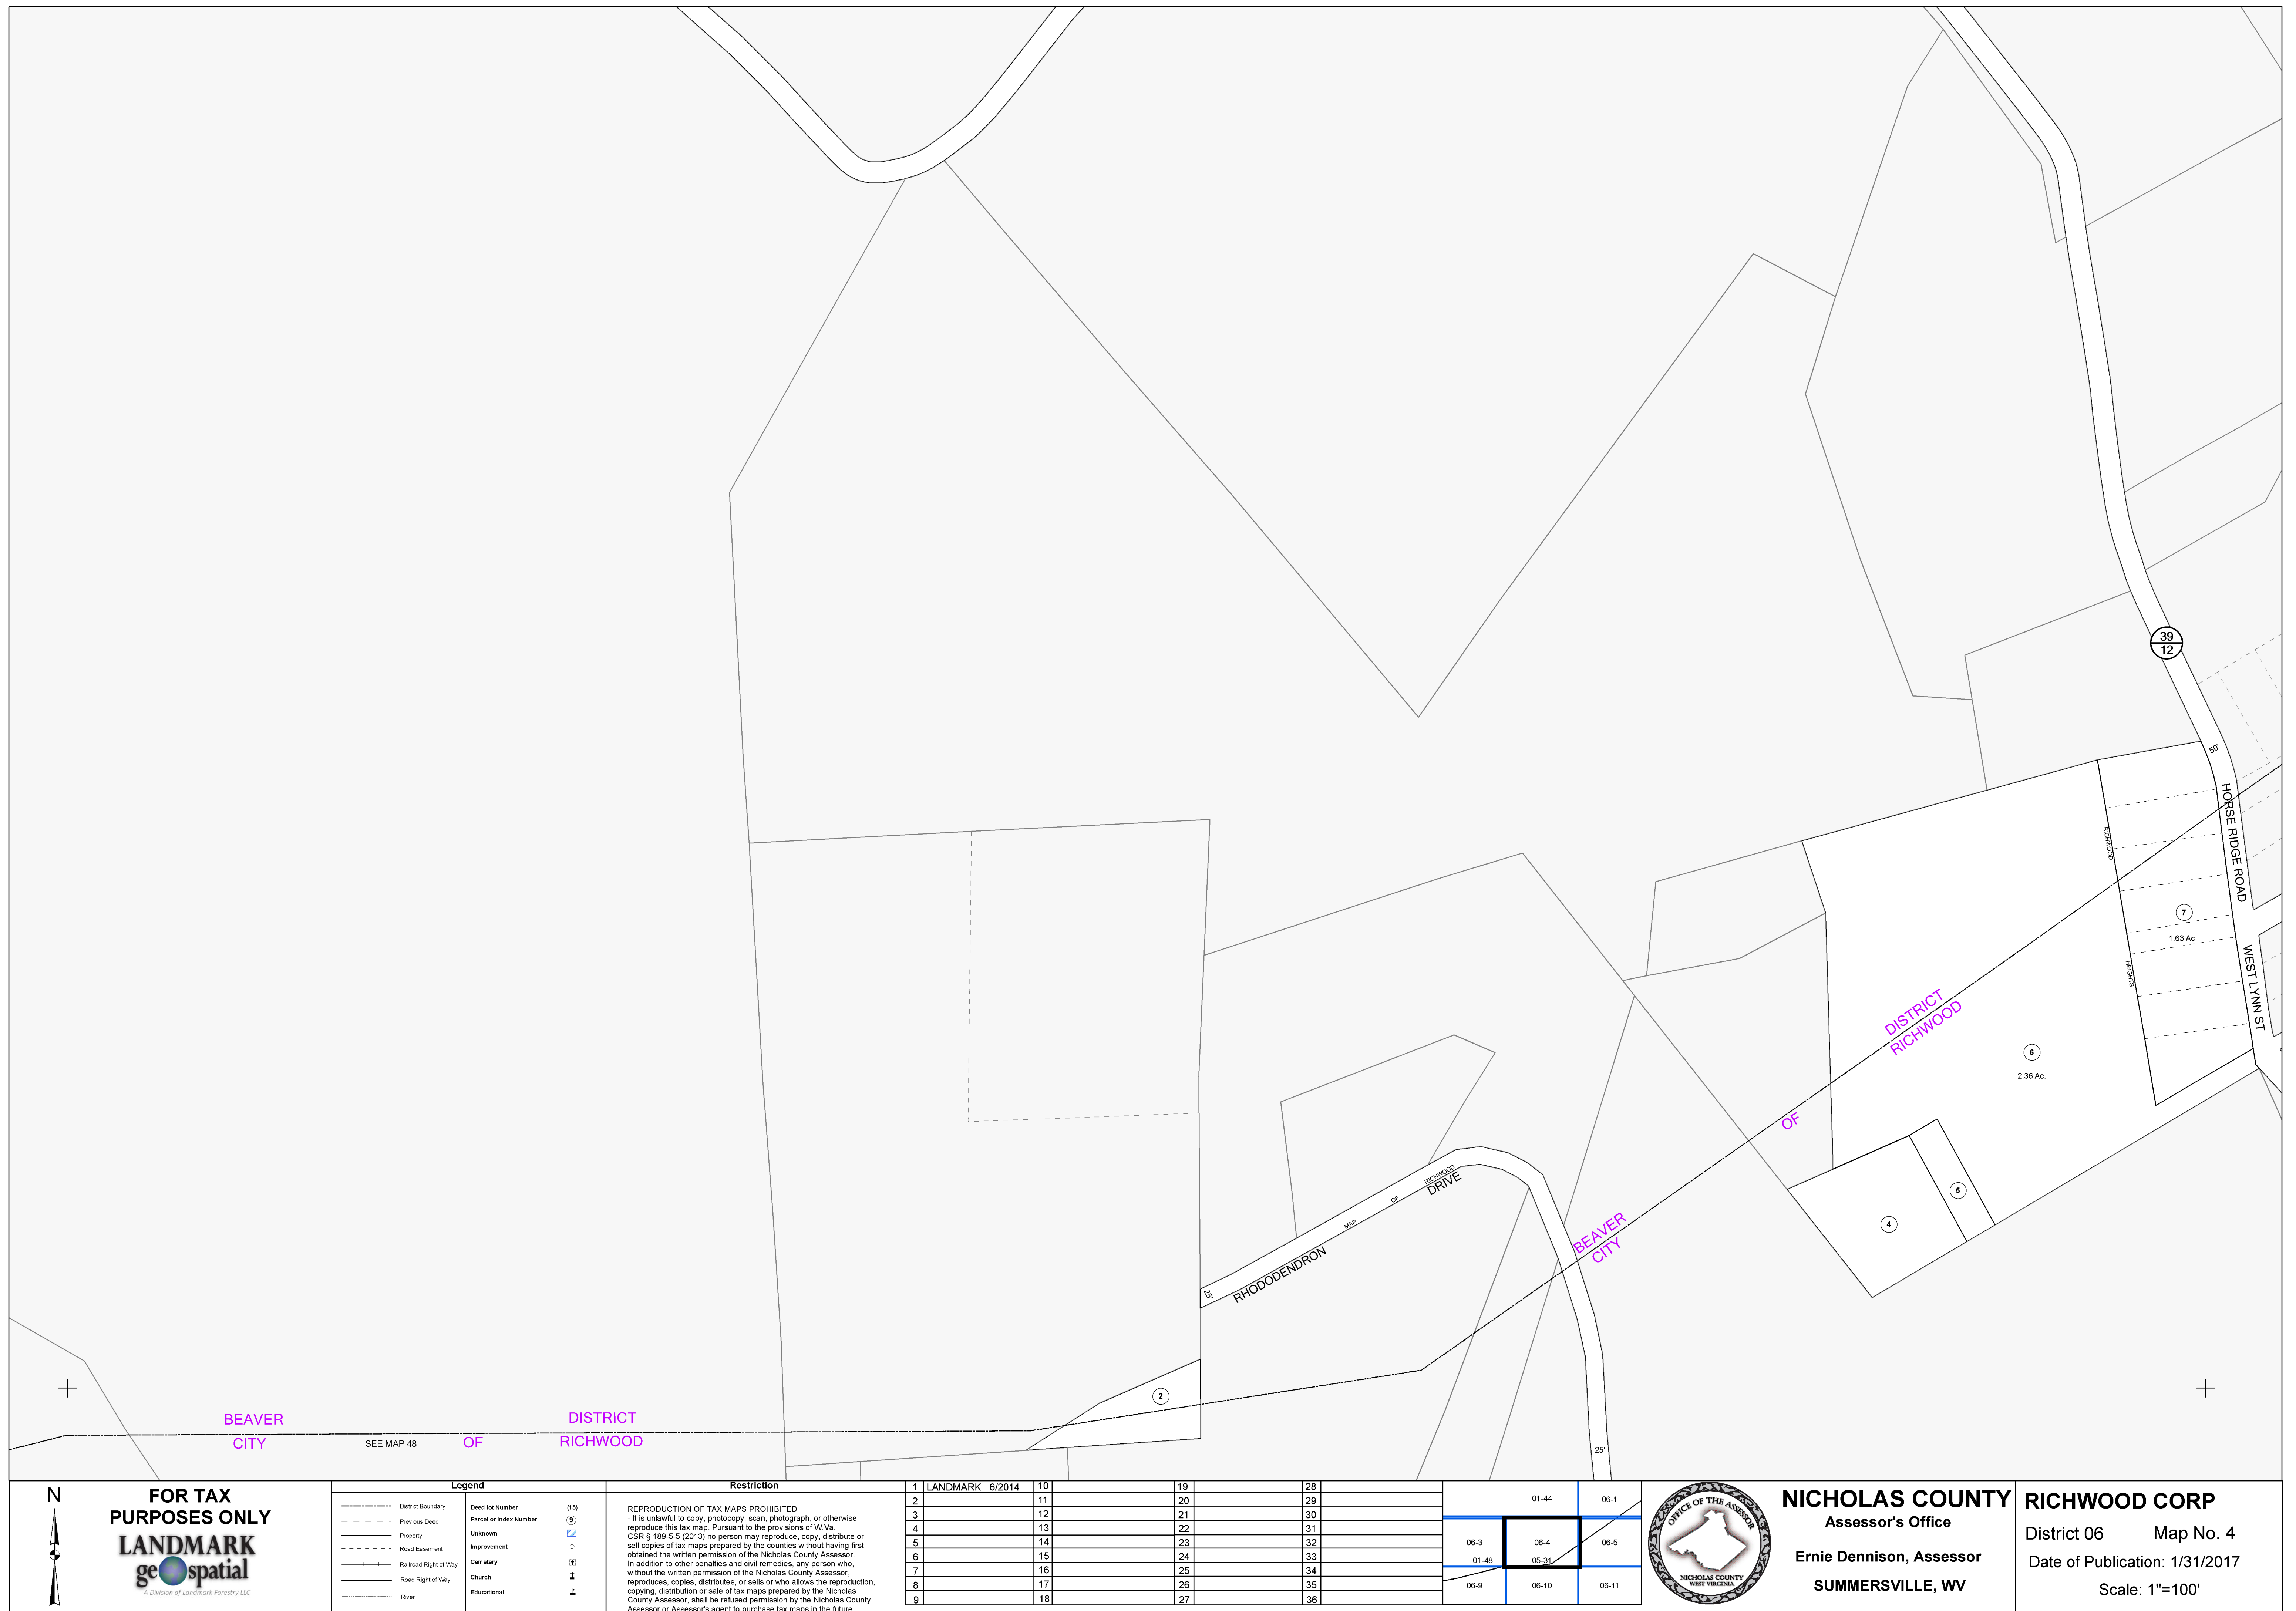 39
12
50'
HORSE RIDGE ROAD
RICHWOOD
7
1.63 Ac.
WEST LYNN ST
HEIGHTS
DISTRICT
RICHWOOD
6
2.36 Ac.
OF
5
4
RICHWOOD
DRIVE
OF
MAP
BEAVER
CITY
RHODODENDRON
25'
2
BEAVER
DISTRICT
CITY
SEE MAP 48
OF
RICHWOOD
25'
N
FOR TAX
PURPOSES ONLY
LANDMARK
geospatial
A Division of Landmark Forestry LLC
Legend
District Boundary
Previous Deed
Property
Road Easement
Railroad Right of Way
Road Right of Way
River
Deed lot Number (15)
Parcel or Index Number 9
Unknown
Improvement
Cemetery
Church
Educational
Restriction
REPRODUCTION OF TAX MAPS PROHIBITED
- It is unlawful to copy, photocopy, scan, photograph, or otherwise
reproduce this tax map. Pursuant to the provisions of W.Va.
CSR § 189-5-5 (2013) no person may reproduce, copy, distribute or
sell copies of tax maps prepared by the counties without having first
obtained the written permission of the Nicholas County Assessor.
In addition to other penalties and civil remedies, any person who,
without the written permission of the Nicholas County Assessor,
reproduces, copies, distributes, or sells or who allows the reproduction,
copying, distribution or sale of tax maps prepared by the Nicholas
County Assessor, shall be refused permission by the Nicholas County
Assessor or Assessor's agent to purchase tax maps in the future.
1 LANDMARK 6/2014 10 19 28
2 11 20 29
3 12 21 30
4 13 22 31
5 14 23 32
6 15 24 33
7 16 25 34
8 17 26 35
9 18 27 36
01-44 06-1
06-3 06-4 06-5
01-48 05-31
06-9 06-10 06-11
OFFICE OF THE ASSESSOR
NICHOLAS COUNTY
WEST VIRGINIA
NICHOLAS COUNTY
Assessor's Office
Ernie Dennison, Assessor
SUMMERSVILLE, WV
RICHWOOD CORP
District 06 Map No. 4
Date of Publication: 1/31/2017
Scale: 1"=100'